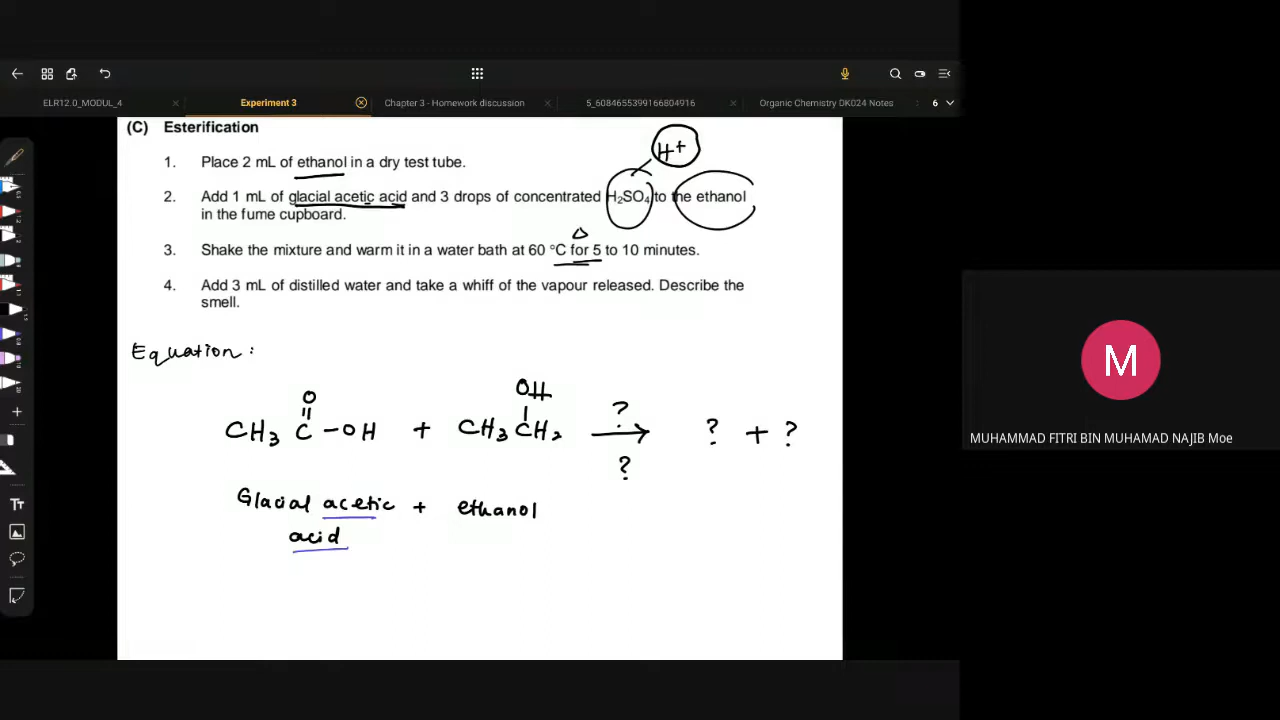 ELR12.0_MODUL_4
Experiment 3
Chapter 3 - Homework discussion
5_6084655399166804916
Organic Chemistry DK024 Notes
6
(C) Esterification
H+
1. Place 2 mL of ethanol in a dry test tube.
2. Add 1 mL of glacial acetic acid and 3 drops of concentrated H2SO4 to the ethanol
in the fume cupboard.
Δ
3. Shake the mixture and warm it in a water bath at 60 °C for 5 to 10 minutes.
4. Add 3 mL of distilled water and take a whiff of the vapour released. Describe the
smell.
Equation:
O OH
CH3 C – OH + CH3CH2 ? → ? ? + ?
Glacial acetic + ethanol
acid
M
MUHAMMAD FITRI BIN MUHAMAD NAJIB Moe
Tт